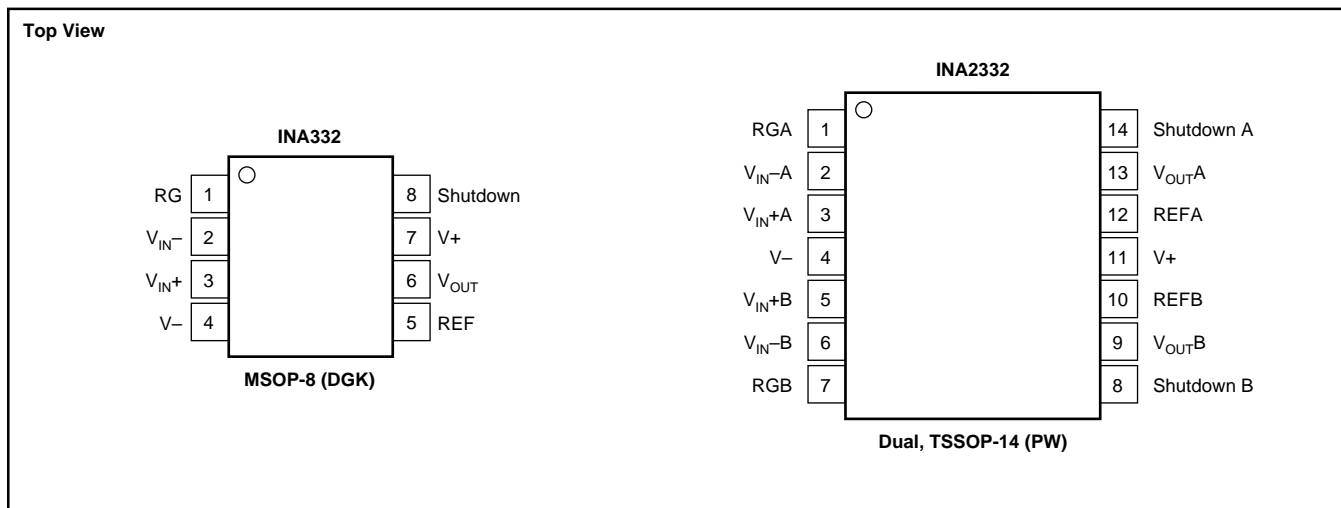 Top View
INA332
RG 1
V_IN– 2
V_IN+ 3
V– 4
8 Shutdown
7 V+
6 V_OUT
5 REF
MSOP-8 (DGK)
INA2332
RGA 1
V_IN–A 2
V_IN+A 3
V– 4
V_IN+B 5
V_IN–B 6
RGB 7
14 Shutdown A
13 V_OUTA
12 REFA
11 V+
10 REFB
9 V_OUTB
8 Shutdown B
Dual, TSSOP-14 (PW)